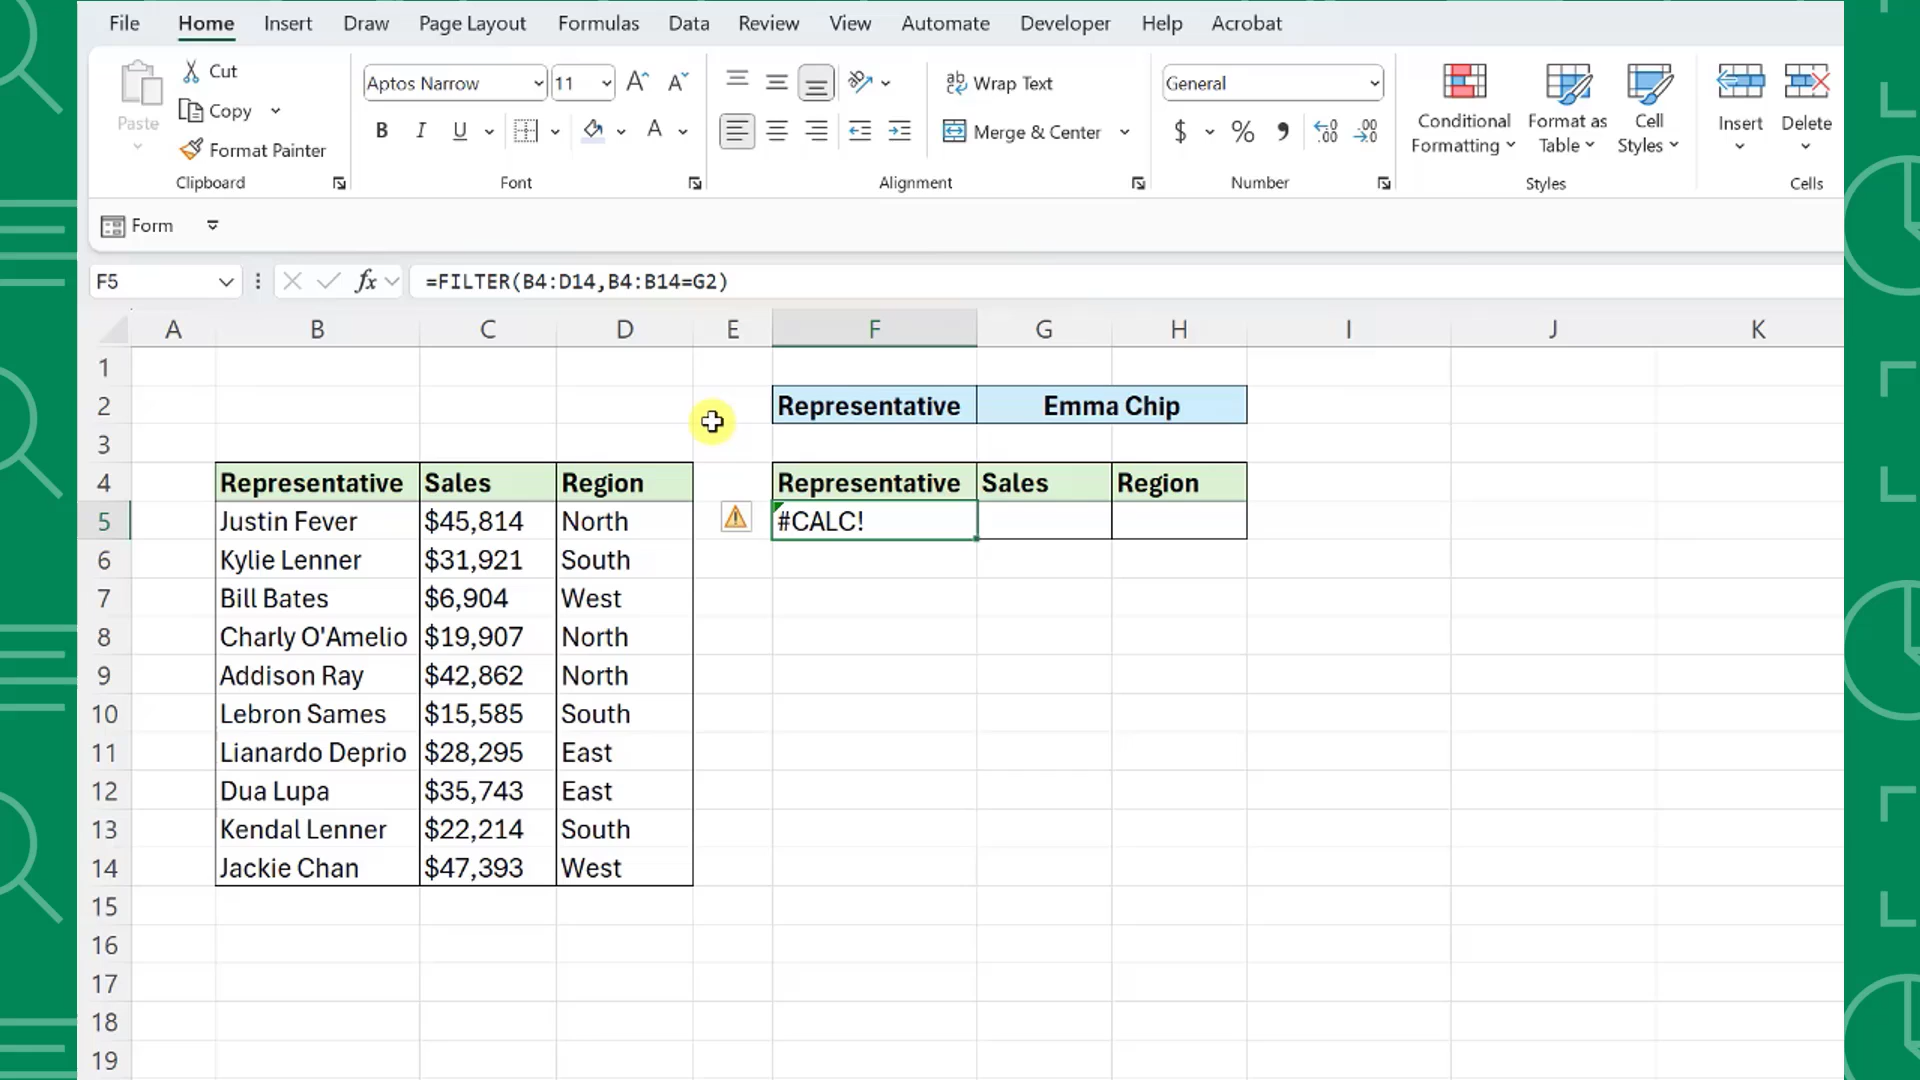 File Home Insert Draw Page Layout Formulas Data Review View Automate Developer Help Acrobat
Paste
Cut
Copy
Format Painter
Clipboard
Aptos Narrow 11 A A
B I U A
Font
Wrap Text
Merge & Center
Alignment
General
$ % 9 .00 .00
Number
Conditional Formatting
Format as Table
Cell Styles
Styles
Insert
Delete
Cells
Form
F5 fx =FILTER(B4:D14,B4:B14=G2)
A B C D E F G H I J K
1
2 Representative Emma Chip
3
4 Representative Sales Region Representative Sales Region
5 Justin Fever $45,814 North #CALC!
6 Kylie Lenner $31,921 South
7 Bill Bates $6,904 West
8 Charly O'Amelio $19,907 North
9 Addison Ray $42,862 North
10 Lebron Sames $15,585 South
11 Lianardo Deprio $28,295 East
12 Dua Lupa $35,743 East
13 Kendal Lenner $22,214 South
14 Jackie Chan $47,393 West
15
16
17
18
19